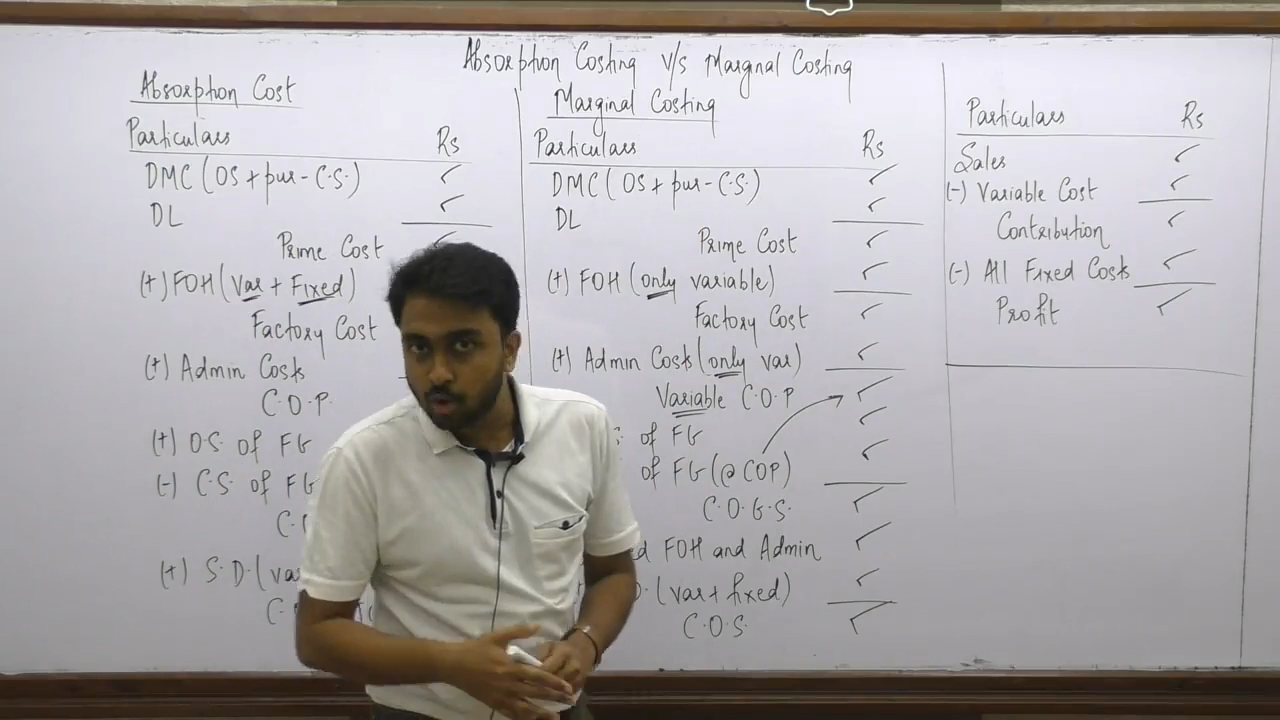 Absorption Costing v/s Marginal Costing
Absorption Cost
Particulars Rs
DMC (OS + pur - C.S.)
DL
Prime Cost
(+) FOH (Var + Fixed)
Factory Cost
(+) Admin Costs
C.O.P.
(+) O.S. of FG
(-) C.S. of FG
(+) S.D. (va
Marginal Costing
Particulars Rs
DMC (OS + pur - C.S.)
DL
Prime Cost
(+) FOH (only variable)
Factory Cost
(+) Admin Costs (only var)
Variable C.O.P
of FG
of FG (@ COP)
C.O.G.S.
FOH and Admin
(var + fixed)
C.O.S.
Particulars Rs
Sales
(-) Variable Cost
Contribution
(-) All Fixed Costs
Profit